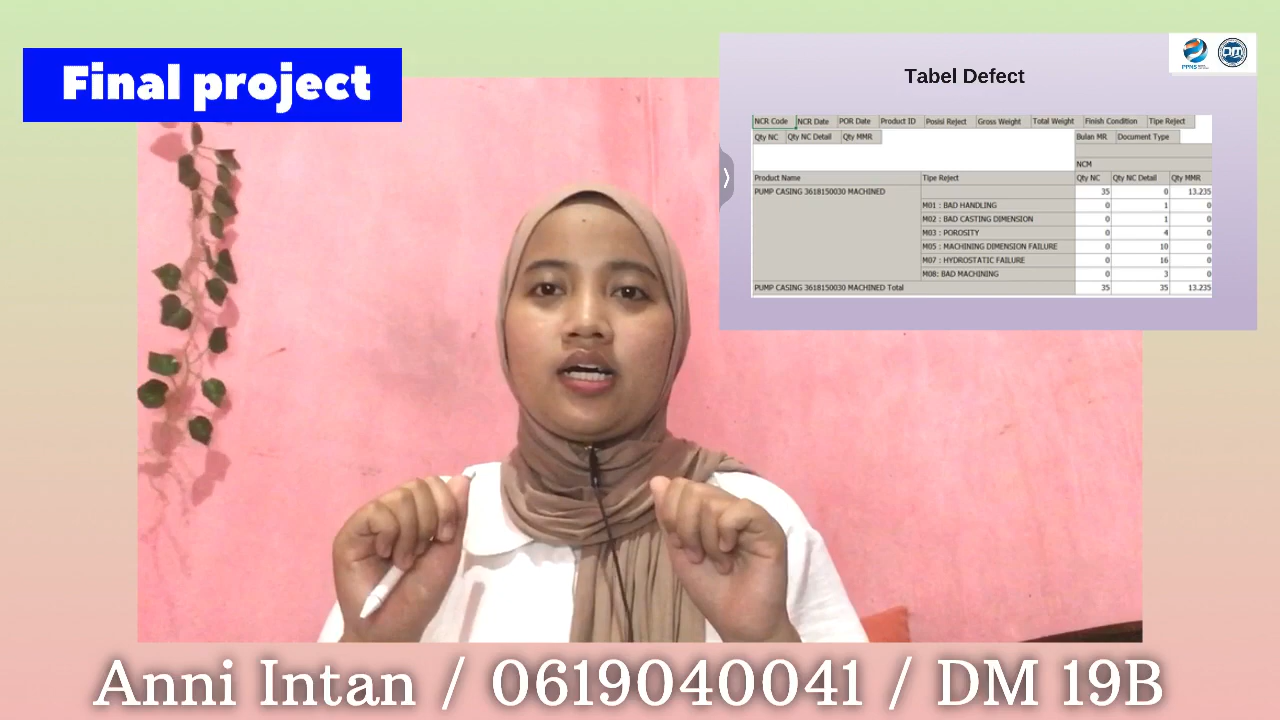 Final project
PPNS
DM
Tabel Defect
NCR Code NCR Date POR Date Product ID Posisi Reject Gross Weight Total Weight Finish Condition Tipe Reject
Qty NC Qty NC Detail Qty MMR Bulan MR Document Type
NCM
Product Name Tipe Reject Qty NC Qty NC Detail Qty MMR
PUMP CASING 3618150030 MACHINED 35 0 13.235
M01 : BAD HANDLING 0 1 0
M02 : BAD CASTING DIMENSION 0 1 0
M03 : POROSITY 0 4 0
M05 : MACHINING DIMENSION FAILURE 0 10 0
M07 : HYDROSTATIC FAILURE 0 16 0
M08: BAD MACHINING 0 3 0
PUMP CASING 3618150030 MACHINED Total 35 35 13.235
Anni Intan / 0619040041 / DM 19B